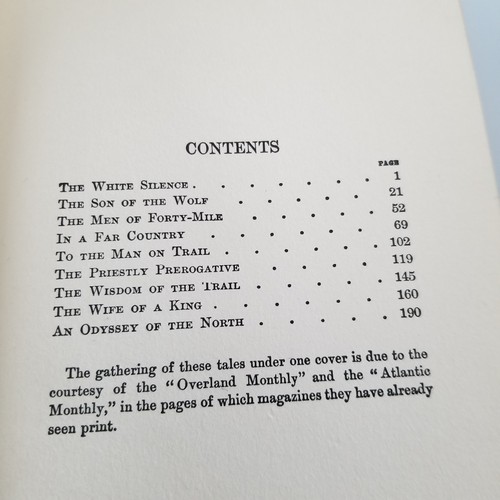 CONTENTS
PAGE
THE WHITE SILENCE . . . . . . . 1
THE SON OF THE WOLF . . . . . . 21
THE MEN OF FORTY-MILE . . . . . 52
IN A FAR COUNTRY . . . . . . 69
TO THE MAN ON TRAIL . . . . . . 102
THE PRIESTLY PREROGATIVE . . . . 119
THE WISDOM OF THE TRAIL . . . . . 145
THE WIFE OF A KING . . . . . . 160
AN ODYSSEY OF THE NORTH . . . . . 190
The gathering of these tales under one cover is due to the
courtesy of the "Overland Monthly" and the "Atlantic
Monthly," in the pages of which magazines they have already
seen print.